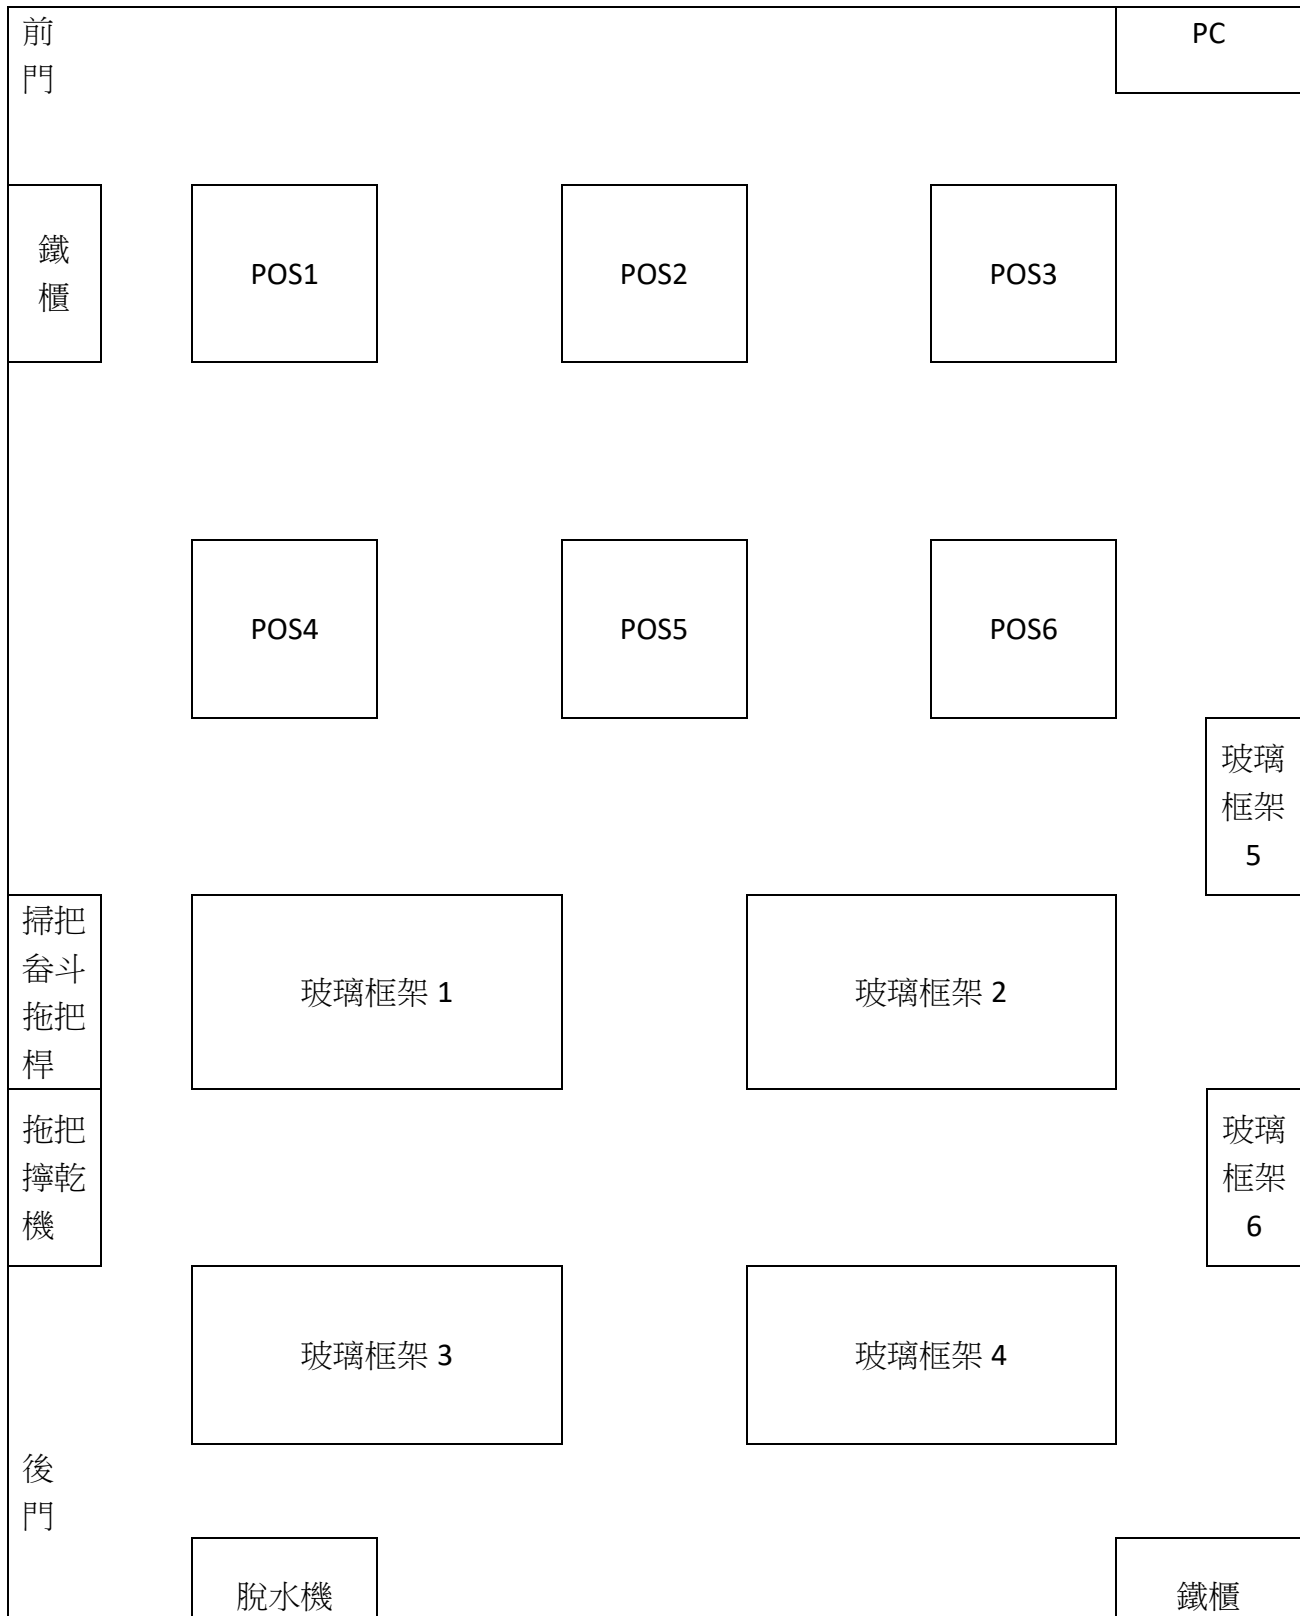 前
門
PC
鐵
櫃
POS1
POS2
POS3
POS4
POS5
POS6
玻璃
框架
5
掃把
畚斗
拖把
桿
玻璃框架 1
玻璃框架 2
拖把
擰乾
機
玻璃
框架
6
玻璃框架 3
玻璃框架 4
後
門
脫水機
鐵櫃